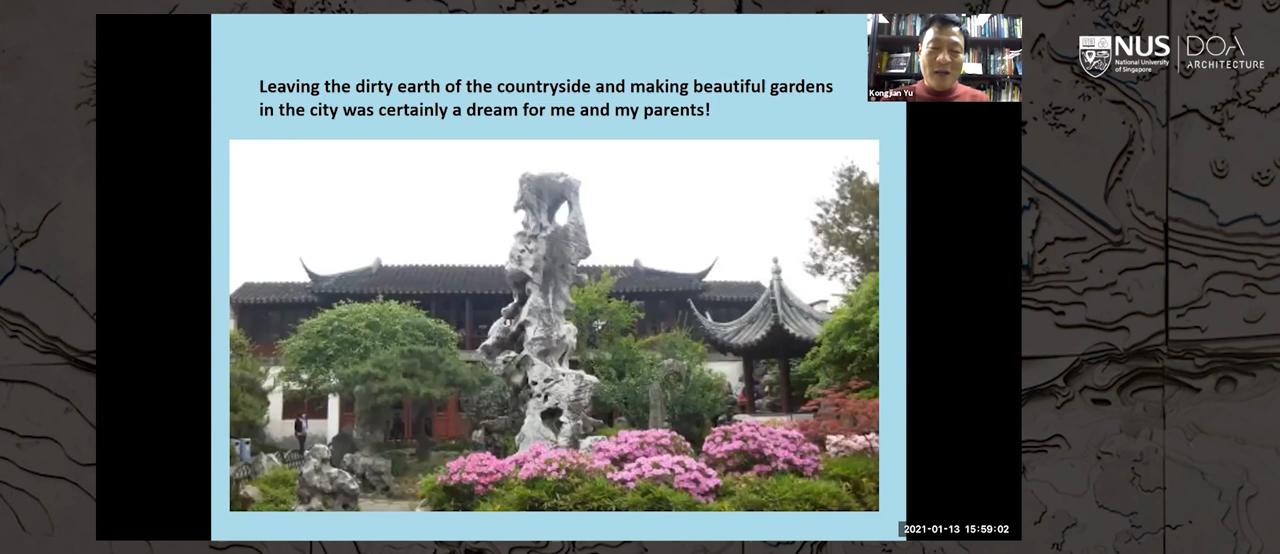 Leaving the dirty earth of the countryside and making beautiful gardens
in the city was certainly a dream for me and my parents!
Kongjian Yu
NUS
National University
of Singapore
DOA
ARCHITECTURE
2021-01-13 15:59:02